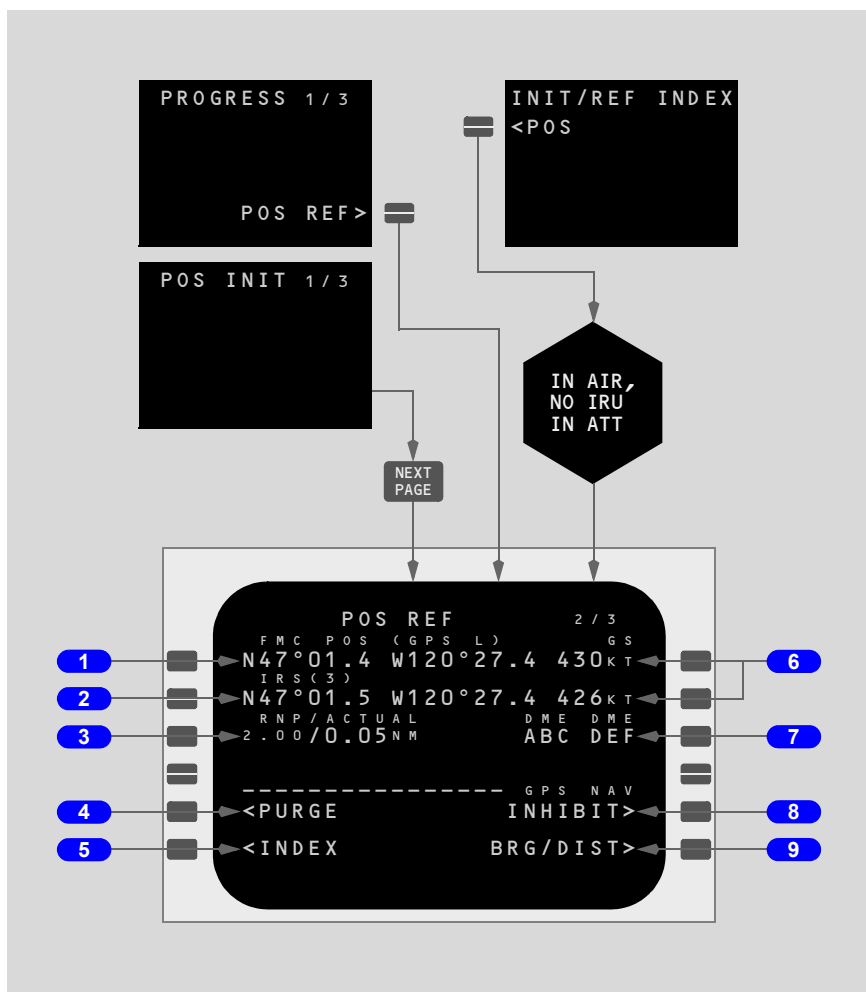 PROGRESS 1/3
POS REF>
INIT/REF INDEX
<POS
POS INIT 1/3
IN AIR,
NO IRU
IN ATT
NEXT
PAGE
POS REF 2/3
FMC POS (GPS L) GS
1 N47°01.4 W120°27.4 430KT 6
IRS(3)
2 N47°01.5 W120°27.4 426KT
RNP/ACTUAL DME DME
3 2.00/0.05NM ABC DEF 7
---------------- GPS NAV
4 <PURGE INHIBIT> 8
5 <INDEX BRG/DIST> 9